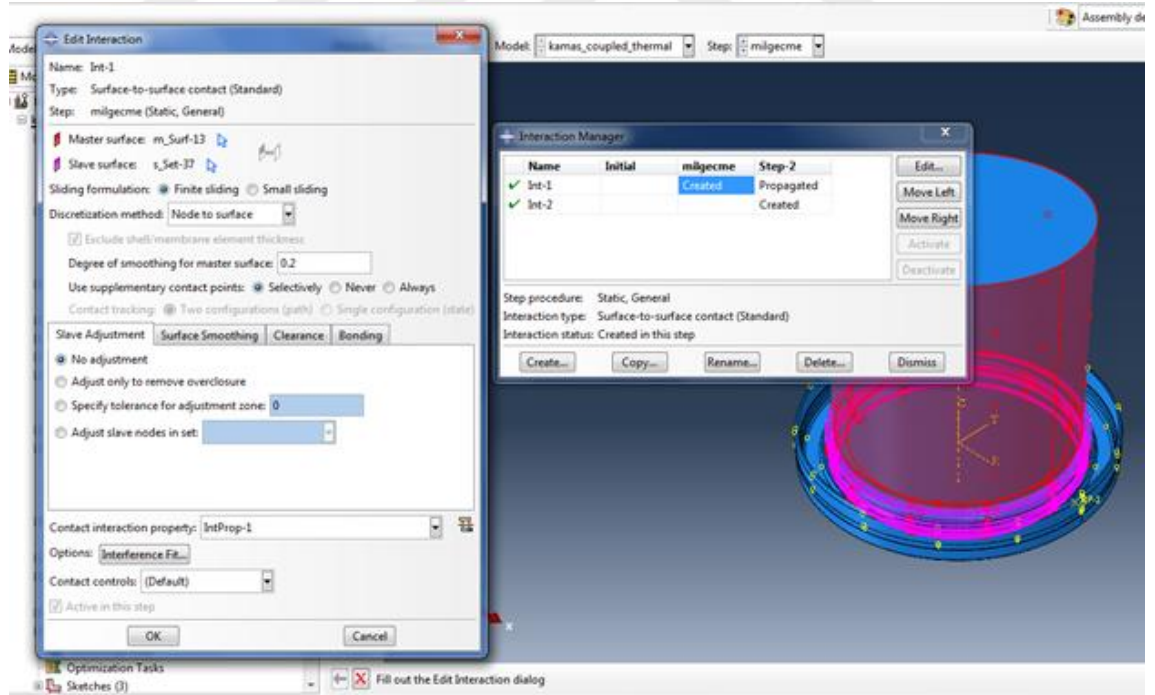 Assembly de
Model: kamas_coupled_thermal Step: milgecme
Edit Interaction
Name: Int-1
Type: Surface-to-surface contact (Standard)
Step: milgecme (Static, General)
Master surface: m_Surf-13
Slave surface: s_Set-37
Sliding formulation: Finite sliding Small sliding
Discretization method: Node to surface
Exclude shell/membrane element thickness
Degree of smoothing for master surface: 0.2
Use supplementary contact points: Selectively Never Always
Contact tracking: Two configurations (path) Single configuration (state)
Slave Adjustment Surface Smoothing Clearance Bonding
No adjustment
Adjust only to remove overclosure
Specify tolerance for adjustment zone: 0
Adjust slave nodes in set:
Contact interaction property: IntProp-1
Options: Interference Fit...
Contact controls: (Default)
Active in this step
OK Cancel
Interaction Manager
Name Initial milgecme Step-2
Int-1 Created Propagated
Int-2 Created
Edit...
Move Left
Move Right
Activate
Deactivate
Step procedure: Static, General
Interaction type: Surface-to-surface contact (Standard)
Interaction status: Created in this step
Create... Copy... Rename... Delete... Dismiss
Optimization Tasks
Sketches (3)
Fill out the Edit Interaction dialog